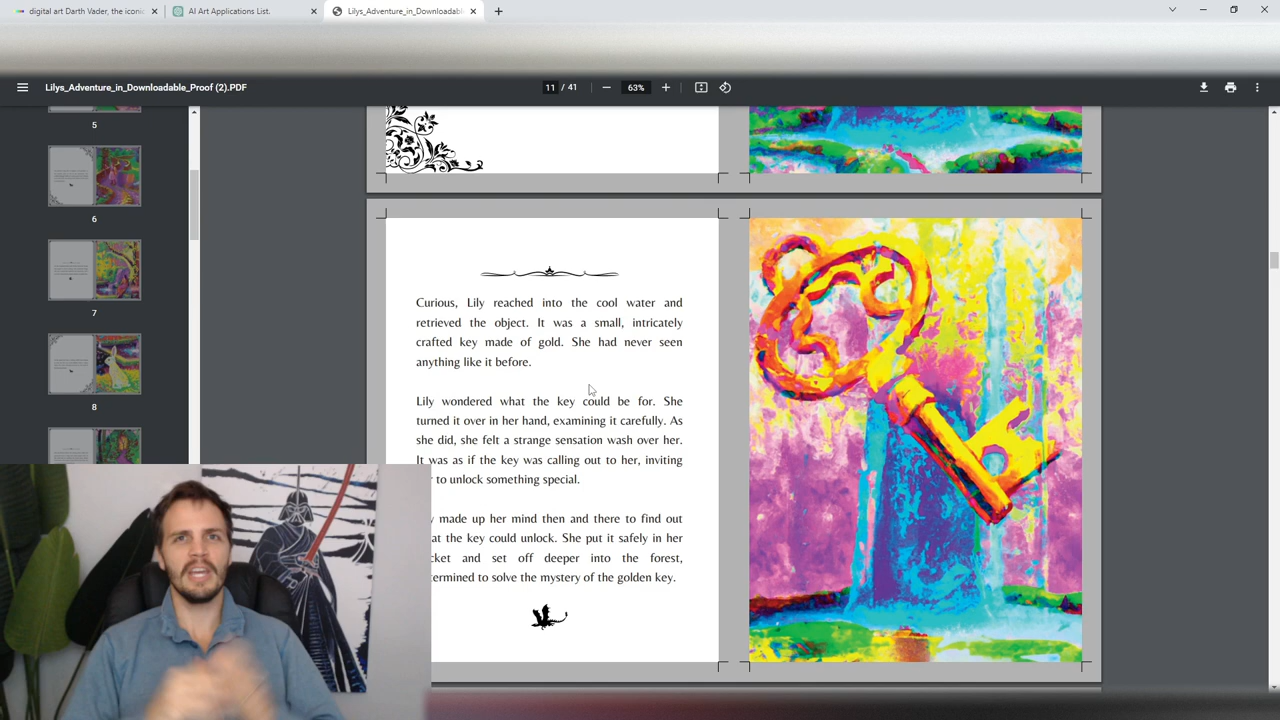 digital art Darth Vader, the iconic
AI Art Applications List.
Lilys_Adventure_in_Downloadable
Lilys_Adventure_in_Downloadable_Proof (2).PDF
11 / 41
63%
5
6
7
8
Curious, Lily reached into the cool water and
retrieved the object. It was a small, intricately
crafted key made of gold. She had never seen
anything like it before.
Lily wondered what the key could be for. She
turned it over in her hand, examining it carefully. As
she did, she felt a strange sensation wash over her.
It was as if the key was calling out to her, inviting
to unlock something special.
made up her mind then and there to find out
the key could unlock. She put it safely in her
and set off deeper into the forest,
to solve the mystery of the golden key.